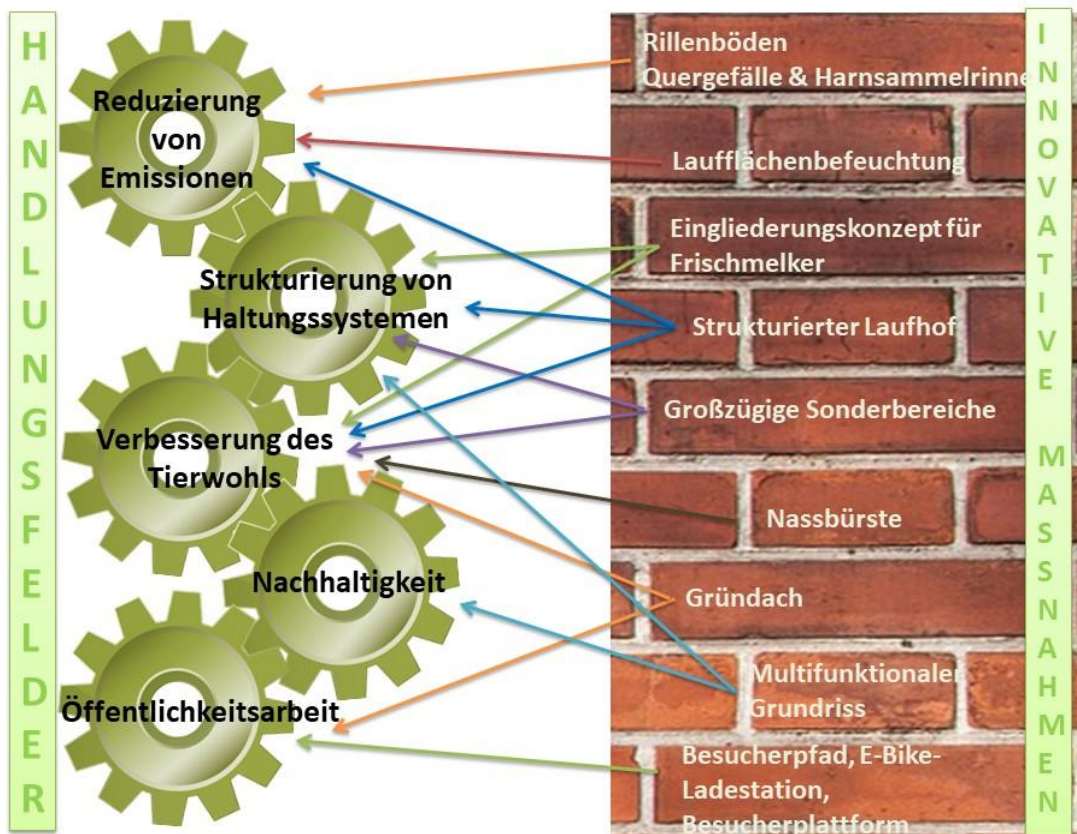 HANDLUNGSFELDER
Reduzierung
von
Emissionen
Strukturierung von
Haltungssystemen
Verbesserung des
Tierwohls
Nachhaltigkeit
Öffentlichkeitsarbeit
Rillenböden
Quergefälle & Harnsammelrinne
Laufflächenbefeuchtung
Eingliederungskonzept für
Frischmelker
Strukturierter Laufhof
Großzügige Sonderbereiche
Nassbürste
Gründach
Multifunktionaler
Grundriss
Besucherpfad, E-Bike-
Ladestation,
Besucherplattform
INNOVATIVE MASSNAHMEN